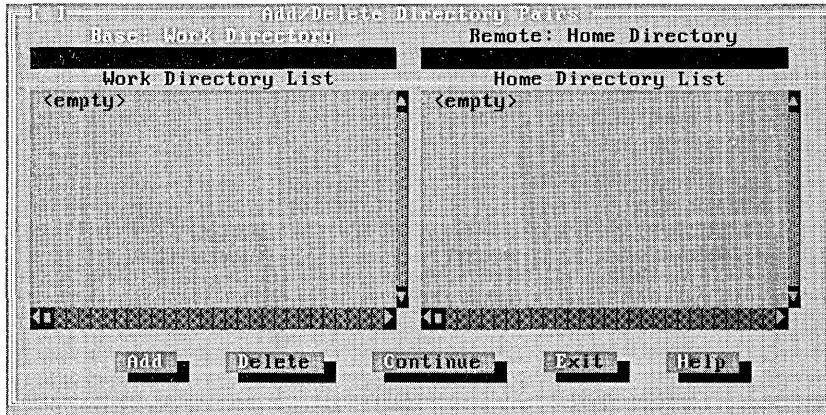 [ ] Add/Delete Directory Pairs
Base: Work Directory
Remote: Home Directory
Work Directory List
Home Directory List
<empty>
<empty>
Add Delete Continue Exit Help